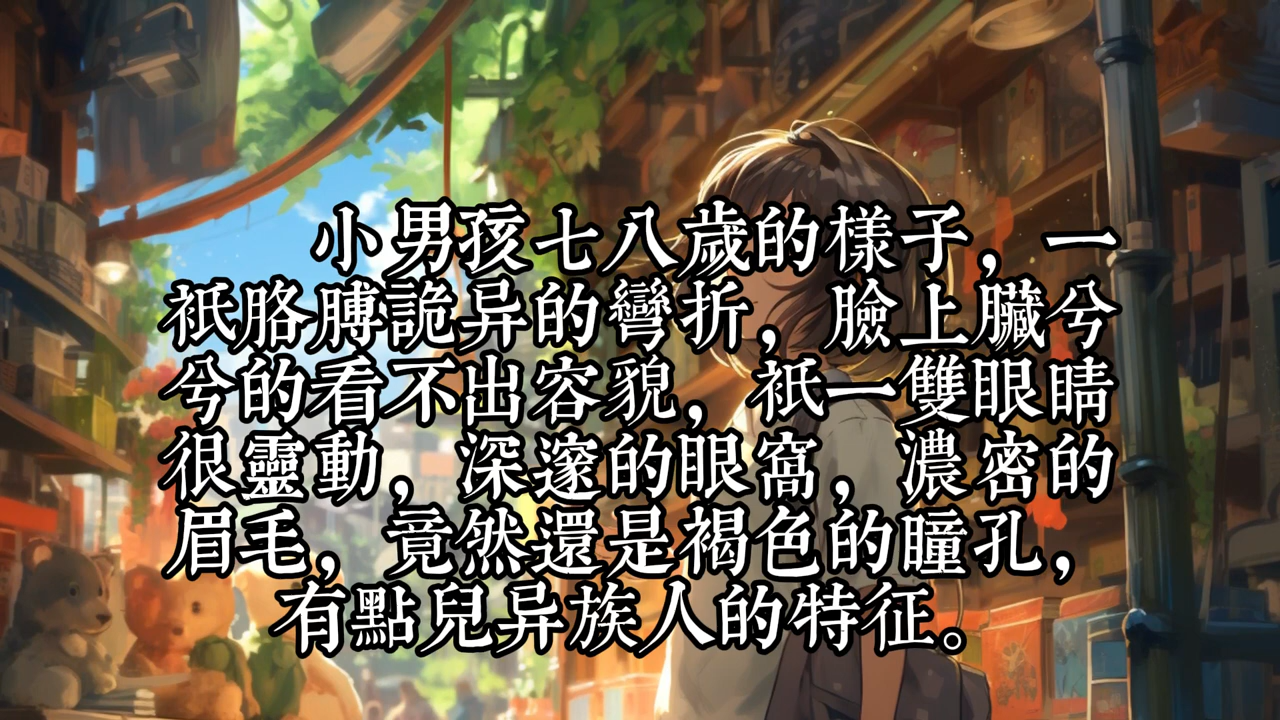 小男孩七八歲的樣子，一
衹胳膊詭异的彎折，臉上臟兮
兮的看不出容貌，衹一雙眼睛
很靈動，深邃的眼窩，濃密的
眉毛，竟然還是褐色的瞳孔，
有點兒异族人的特征。